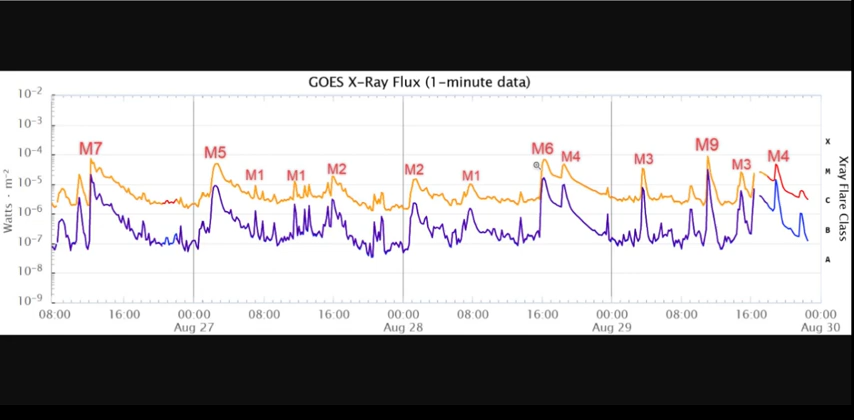 GOES X-Ray Flux (1-minute data)
10⁻²
10⁻³
10⁻⁴
10⁻⁵
10⁻⁶
10⁻⁷
10⁻⁸
10⁻⁹
Watts · m⁻²
M7
M5
M1
M1
M2
M2
M1
M6
M4
M3
M9
M3
M4
X
M
C
B
A
Xray Flare Class
08:00 16:00 00:00 08:00 16:00 00:00 08:00 16:00 00:00 08:00 16:00 00:00
Aug 27 Aug 28 Aug 29 Aug 30